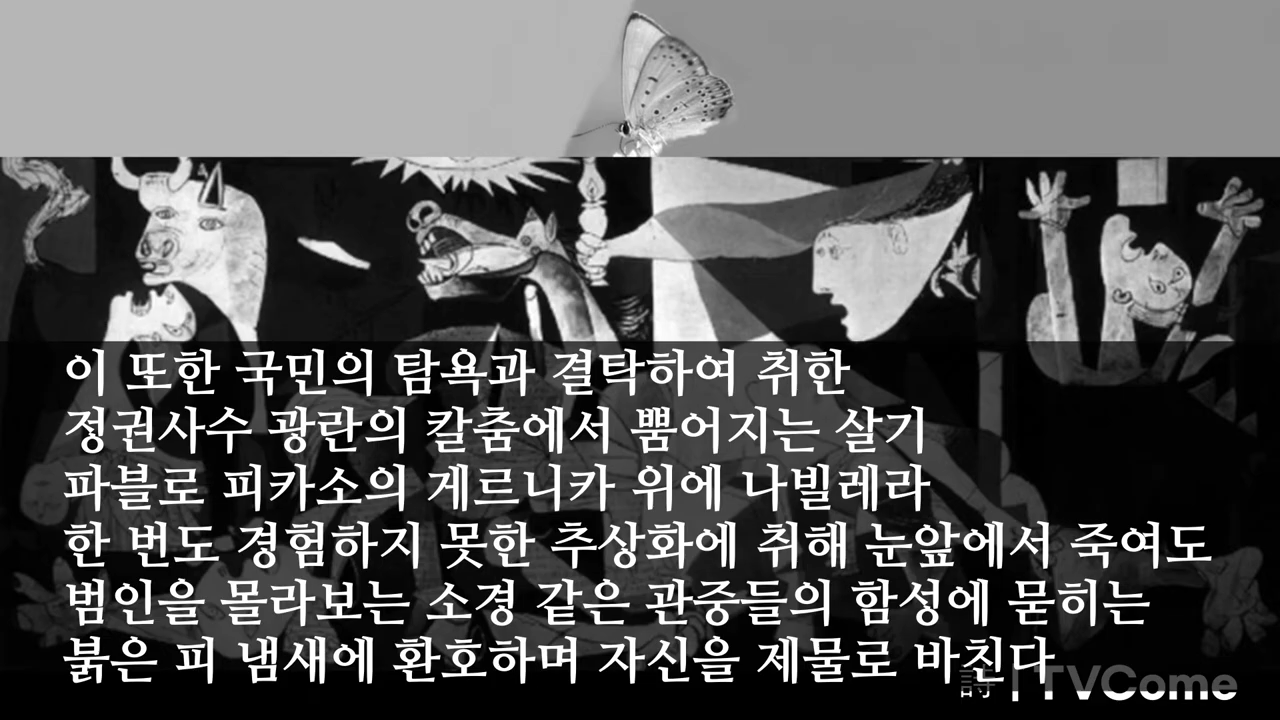 이 또한 국민의 탐욕과 결탁하여 취한
정권사수 광란의 칼춤에서 뿜어지는 살기
파블로 피카소의 게르니카 위에 나빌레라
한 번도 경험하지 못한 추상화에 취해 눈앞에서 죽여도
범인을 몰라보는 소경 같은 관중들의 함성에 묻히는
붉은 피 냄새에 환호하며 자신을 제물로 바친다
詩 | TVCome